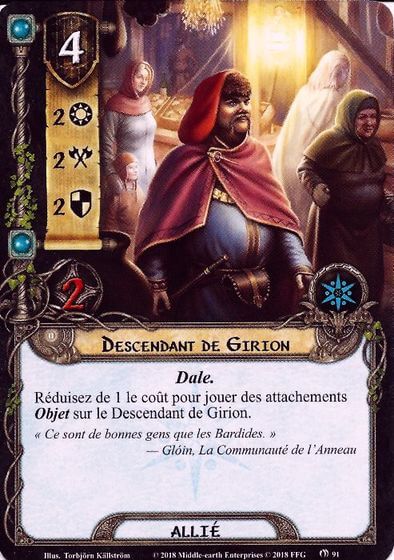 4
2
2
2
2
DESCENDANT DE GIRION
Dale.
Réduisez de 1 le coût pour jouer des attachements
Objet sur le Descendant de Girion.
« Ce sont de bonnes gens que les Bardides. »
— Glóin, La Communauté de l'Anneau
ALLIÉ
Illus. Torbjörn Källström © 2018 Middle-earth Enterprises © 2018 FFG 91